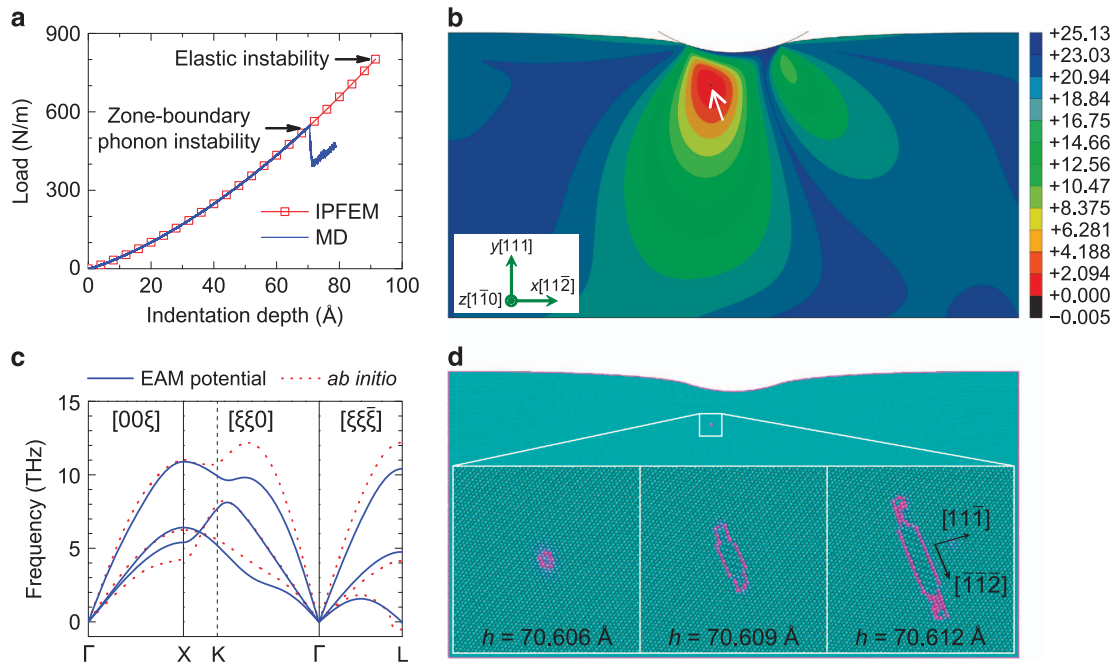 a
900
600
300
0
Load (N/m)
Elastic instability
Zone-boundary
phonon instability
IPFEM
MD
0 20 40 60 80 100
Indentation depth (Å)
b
y[111]
z[11̄0]
x[112̄]
+25.13
+23.03
+20.94
+18.84
+16.75
+14.66
+12.56
+10.47
+8.375
+6.281
+4.188
+2.094
+0.000
−0.005
c
EAM potential
ab initio
15
12
10
8
5
2
0
Frequency (THz)
[00ξ]
[ξξ0]
[ξξξ̄]
Γ X K Γ L
d
[111̄]
[1̄1̄2̄]
h = 70.606 Å
h = 70.609 Å
h = 70.612 Å